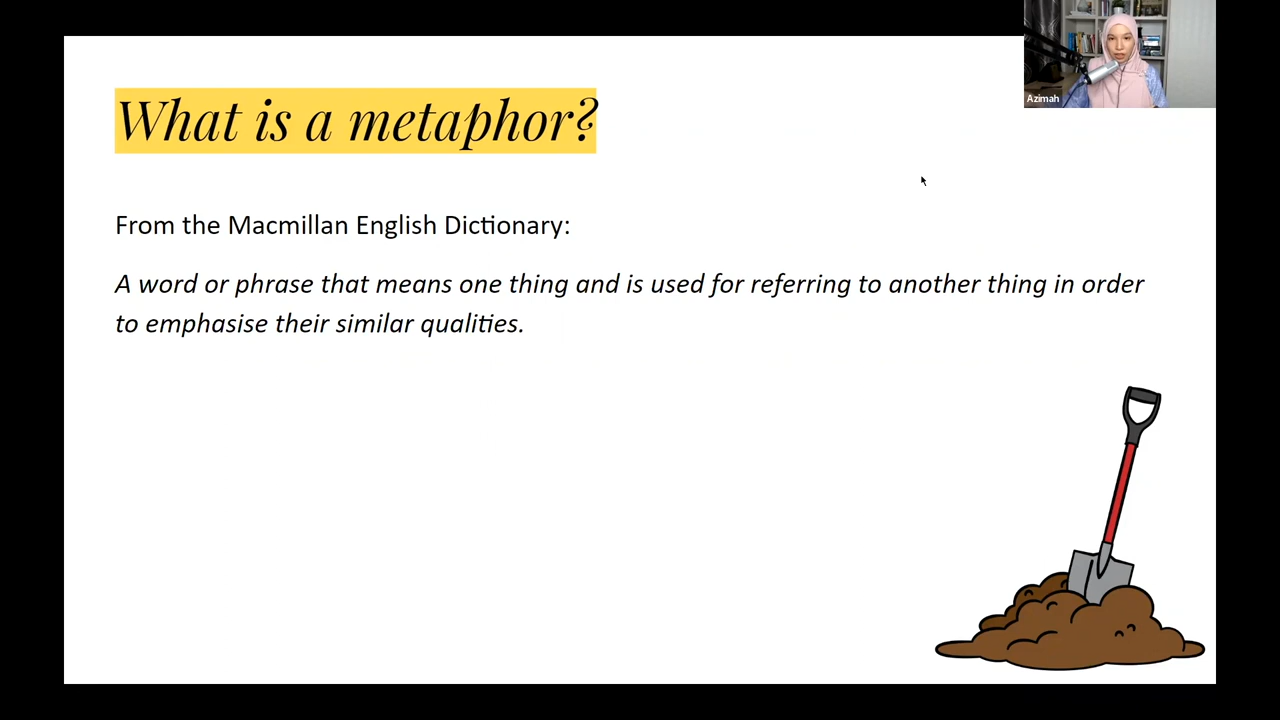 What is a metaphor?
Azimah
From the Macmillan English Dictionary:
A word or phrase that means one thing and is used for referring to another thing in order
to emphasise their similar qualities.